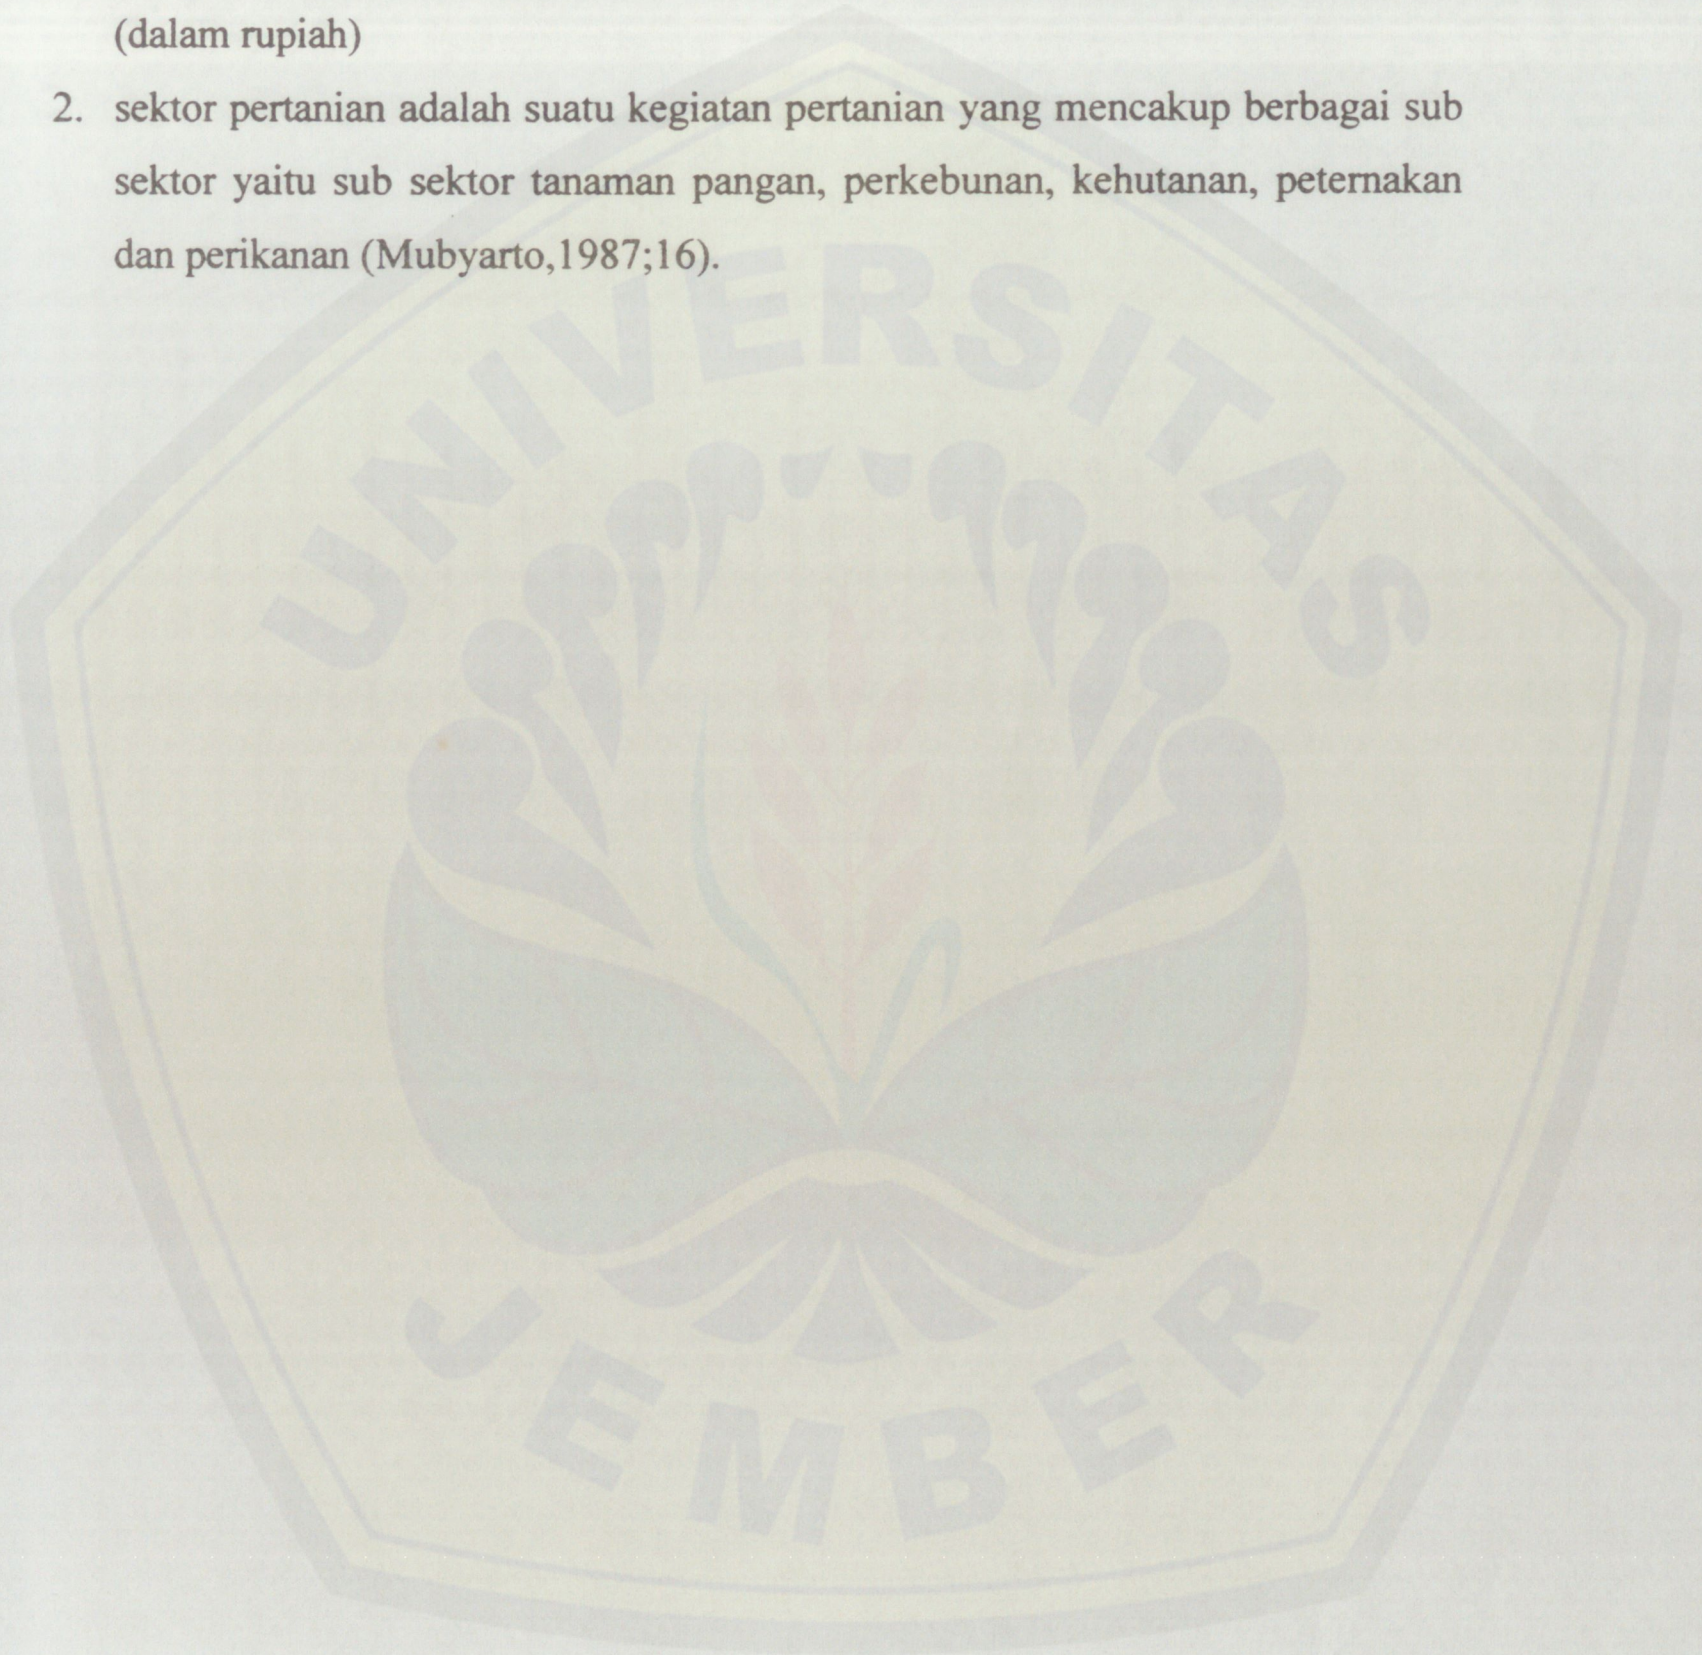 (dalam rupiah)
2. sektor pertanian adalah suatu kegiatan pertanian yang mencakup berbagai sub
sektor yaitu sub sektor tanaman pangan, perkebunan, kehutanan, peternakan
dan perikanan (Mubyarto,1987;16).
UNIVERSITAS
JEMBER